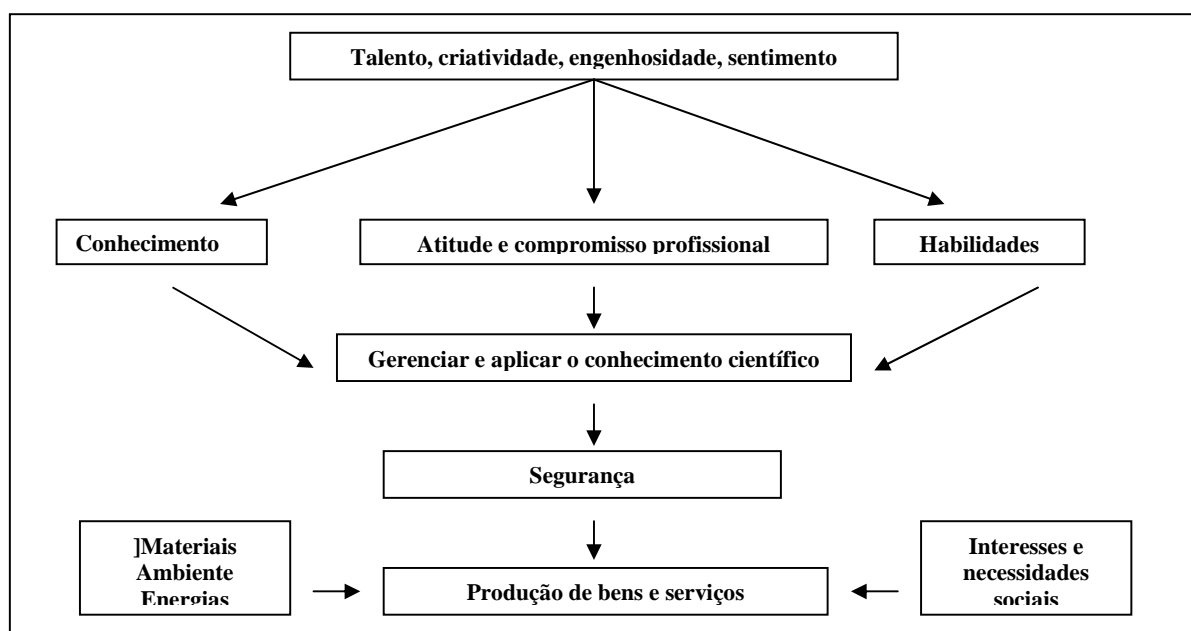 Talento, criatividade, engenhosidade, sentimento
Conhecimento
Atitude e compromisso profissional
Habilidades
Gerenciar e aplicar o conhecimento científico
Segurança
]Materiais
Ambiente
Energias
Produção de bens e serviços
Interesses e
necessidades
sociais